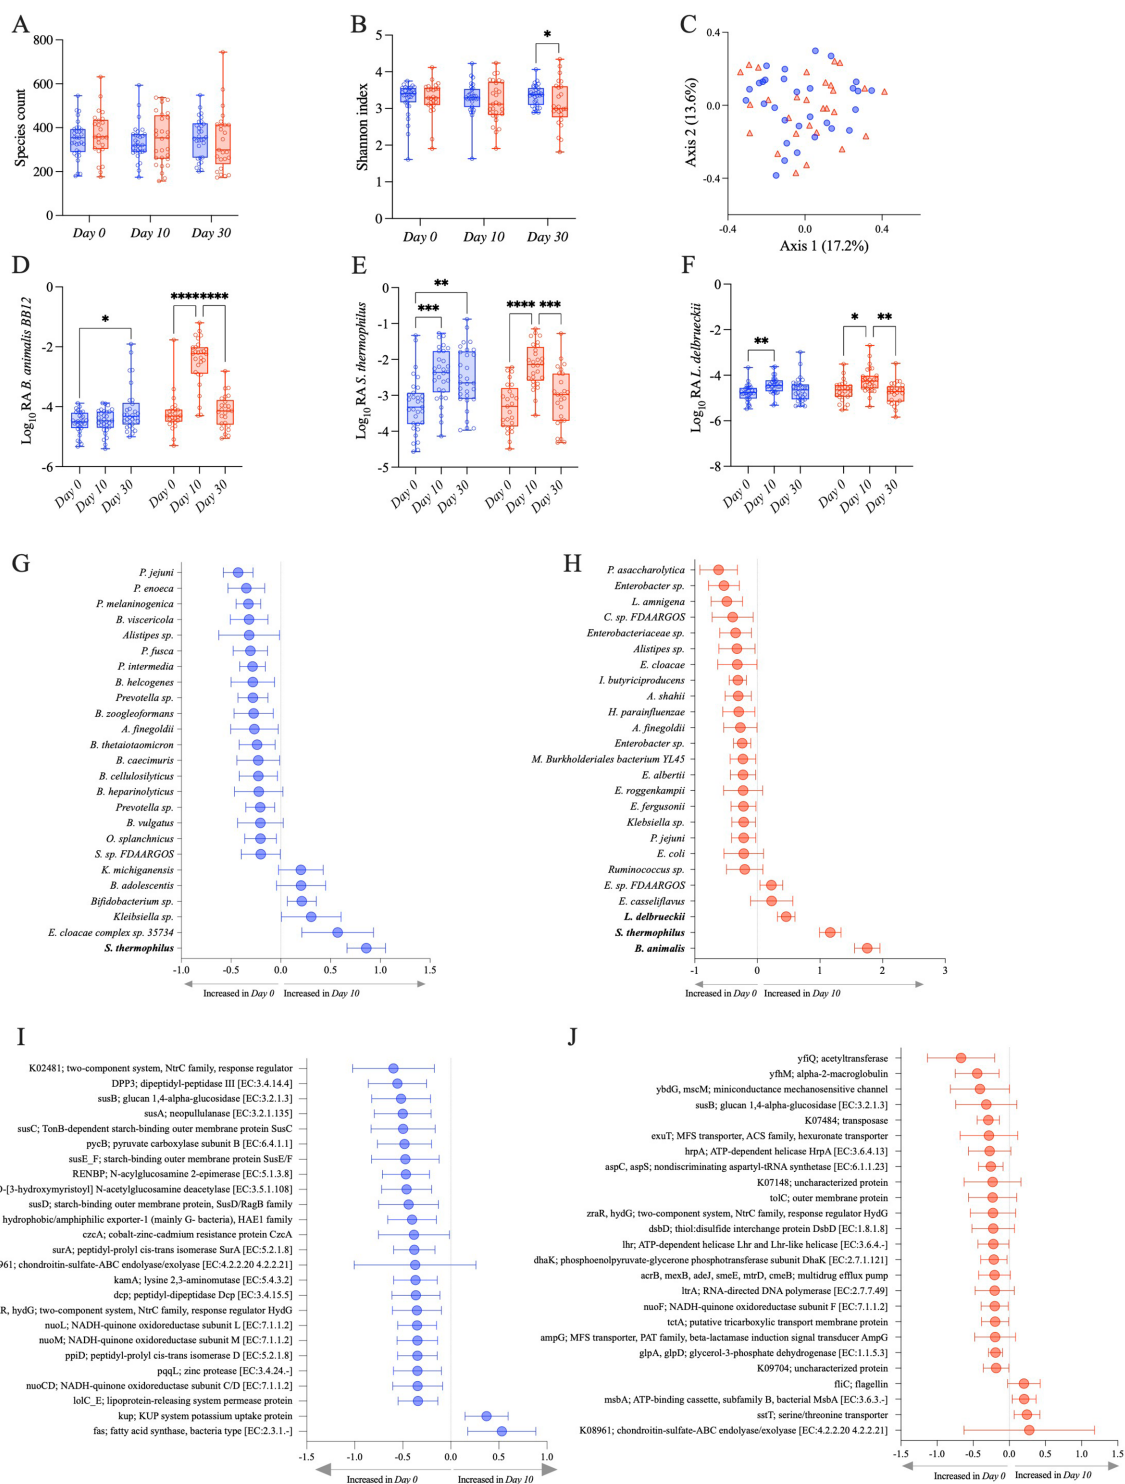 A
800
600
400
200
0
Species count
Day 0
Day 10
Day 30
B
5
4
3
2
1
0
Shannon index
*
Day 0
Day 10
Day 30
C
0.4
0.0
-0.4
Axis 2 (13.6%)
-0.4
0.0
0.4
Axis 1 (17.2%)
D
0
-2
-4
-6
Log10 RA B. animalis BB12
*
********
Day 0
Day 10
Day 30
Day 0
Day 10
Day 30
E
0
-1
-2
-3
-4
-5
Log10 RA S. thermophilus
**
***
****
***
Day 0
Day 10
Day 30
Day 0
Day 10
Day 30
F
0
-2
-4
-6
-8
Log10 RA L. delbrueckii
**
*
**
Day 0
Day 10
Day 30
Day 0
Day 10
Day 30
G
P. jejuni
P. enoeca
P. melaninogenica
B. viscericola
Alistipes sp.
P. fusca
P. intermedia
B. helcogenes
Prevotella sp.
B. zoogleoformans
A. finegoldii
B. thetaiotaomicron
B. caecimuris
B. cellulosilyticus
B. heparinolyticus
Prevotella sp.
B. vulgatus
O. splanchnicus
S. sp. FDAARGOS
K. michiganensis
B. adolescentis
Bifidobacterium sp.
Kleibsiella sp.
E. cloacae complex sp. 35734
S. thermophilus
-1.0
-0.5
0.0
0.5
1.0
1.5
Increased in Day 0
Increased in Day 10
H
P. asaccharolytica
Enterobacter sp.
L. amnigena
C. sp. FDAARGOS
Enterobacteriaceae sp.
Alistipes sp.
E. cloacae
I. butyriciproducens
A. shahii
H. parainfluenzae
A. finegoldii
Enterobacter sp.
M. Burkholderiales bacterium YL45
E. albertii
E. roggenkampii
E. fergusonii
Klebsiella sp.
P. jejuni
E. coli
Ruminococcus sp.
E. sp. FDAARGOS
E. casseliflavus
L. delbrueckii
S. thermophilus
B. animalis
-1
0
1
2
3
Increased in Day 0
Increased in Day 10
I
K02481; two-component system, NtrC family, response regulator
DPP3; dipeptidyl-peptidase III [EC:3.4.14.4]
susB; glucan 1,4-alpha-glucosidase [EC:3.2.1.3]
susA; neopullulanase [EC:3.2.1.135]
susC; TonB-dependent starch-binding outer membrane protein SusC
pycB; pyruvate carboxylase subunit B [EC:6.4.1.1]
susE_F; starch-binding outer membrane protein SusE/F
RENBP; N-acylglucosamine 2-epimerase [EC:5.1.3.8]
O-[3-hydroxymyristoyl] N-acetylglucosamine deacetylase [EC:3.5.1.108]
susD; starch-binding outer membrane protein, SusD/RagB family
hydrophobic/amphiphilic exporter-1 (mainly G- bacteria), HAE1 family
czcA; cobalt-zinc-cadmium resistance protein CzcA
surA; peptidyl-prolyl cis-trans isomerase SurA [EC:5.2.1.8]
961; chondroitin-sulfate-ABC endolyase/exolyase [EC:4.2.2.20 4.2.2.21]
kamA; lysine 2,3-aminomutase [EC:5.4.3.2]
dcp; peptidyl-dipeptidase Dcp [EC:3.4.15.5]
R, hydG; two-component system, NtrC family, response regulator HydG
nuoL; NADH-quinone oxidoreductase subunit L [EC:7.1.1.2]
nuoM; NADH-quinone oxidoreductase subunit M [EC:7.1.1.2]
ppiD; peptidyl-prolyl cis-trans isomerase D [EC:5.2.1.8]
pqqL; zinc protease [EC:3.4.24.-]
nuoCD; NADH-quinone oxidoreductase subunit C/D [EC:7.1.1.2]
lolC_E; lipoprotein-releasing system permease protein
kup; KUP system potassium uptake protein
fas; fatty acid synthase, bacteria type [EC:2.3.1.-]
-1.5
-1.0
-0.5
0.0
0.5
1.0
Increased in Day 0
Increased in Day 10
J
yfiQ; acetyltransferase
yfhM; alpha-2-macroglobulin
ybdG, mscM; miniconductance mechanosensitive channel
susB; glucan 1,4-alpha-glucosidase [EC:3.2.1.3]
K07484; transposase
exuT; MFS transporter, ACS family, hexuronate transporter
hrpA; ATP-dependent helicase HrpA [EC:3.6.4.13]
aspC, aspS; nondiscriminating aspartyl-tRNA synthetase [EC:6.1.1.23]
K07148; uncharacterized protein
tolC; outer membrane protein
zraR, hydG; two-component system, NtrC family, response regulator HydG
dsbD; thiol:disulfide interchange protein DsbD [EC:1.8.1.8]
lhr; ATP-dependent helicase Lhr and Lhr-like helicase [EC:3.6.4.-]
dhaK; phosphoenolpyruvate-glycerone phosphotransferase subunit DhaK [EC:2.7.1.121]
acrB, mexB, adeJ, smeE, mtrD, cmeB; multidrug efflux pump
ltrA; RNA-directed DNA polymerase [EC:2.7.7.49]
nuoF; NADH-quinone oxidoreductase subunit F [EC:7.1.1.2]
tctA; putative tricarboxylic transport membrane protein
ampG; MFS transporter, PAT family, beta-lactamase induction signal transducer AmpG
glpA, glpD; glycerol-3-phosphate dehydrogenase [EC:1.1.5.3]
K09704; uncharacterized protein
fliC; flagellin
msbA; ATP-binding cassette, subfamily B, bacterial MsbA [EC:3.6.3.-]
sstT; serine/threonine transporter
K08961; chondroitin-sulfate-ABC endolyase/exolyase [EC:4.2.2.20 4.2.2.21]
-1.5
-1.0
-0.5
0.0
0.5
1.0
1.5
Increased in Day 0
Increased in Day 10